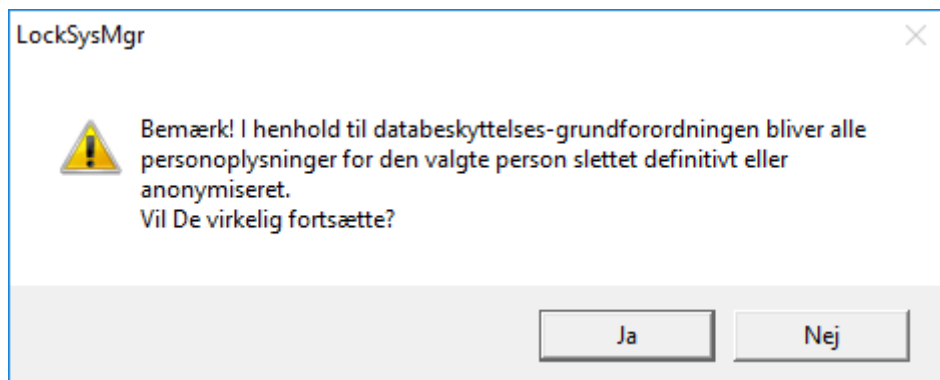 LockSysMgr
Bemærk! I henhold til databeskyttelses-grundforordningen bliver alle
personoplysninger for den valgte person slettet definitivt eller
anonymiseret.
Vil De virkelig fortsætte?
Ja
Nej